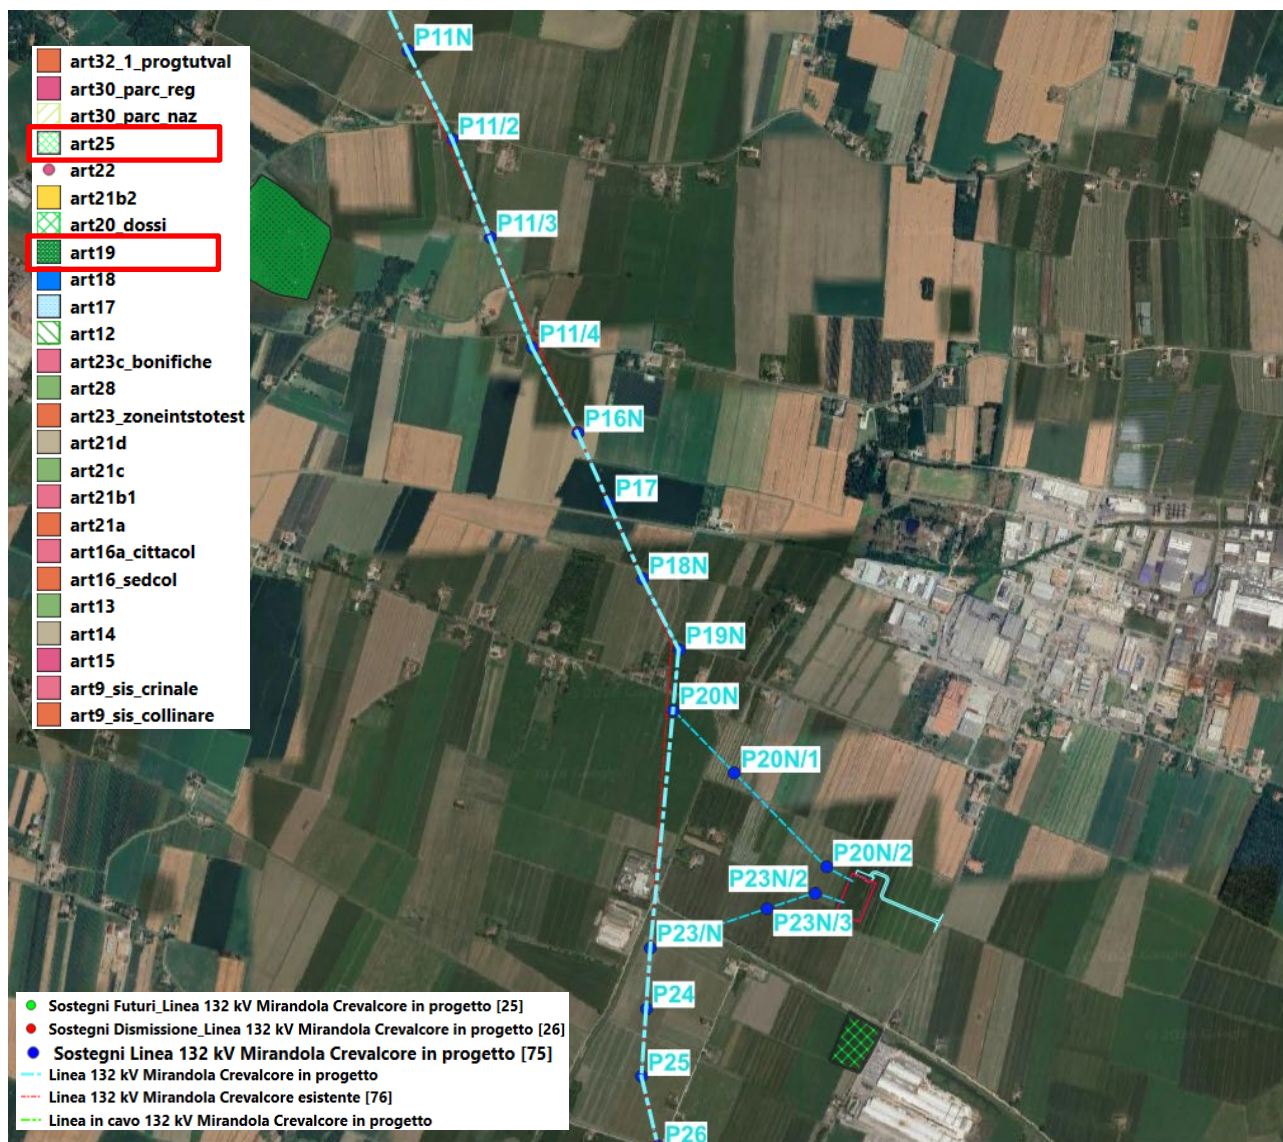 art32_1_progtutval
art30_parc_reg
art30_parc_naz
art25
art22
art21b2
art20_dossi
art19
art18
art17
art12
art23c_bonifiche
art28
art23_zoneintstotest
art21d
art21c
art21b1
art21a
art16a_cittacol
art16_sedcol
art13
art14
art15
art9_sis_crinale
art9_sis_collinare
P11N
P11/2
P11/3
P11/4
P16N
P17
P18N
P19N
P20N
P20N/1
P20N/2
P23N/2
P23N/3
P23/N
P24
P25
P26
Sostegni Futuri_Linea 132 kV Mirandola Crevalcore in progetto [25]
Sostegni Dismissione_Linea 132 kV Mirandola Crevalcore in progetto [26]
Sostegni Linea 132 kV Mirandola Crevalcore in progetto [75]
Linea 132 kV Mirandola Crevalcore in progetto
Linea 132 kV Mirandola Crevalcore esistente [76]
Linea in cavo 132 kV Mirandola Crevalcore in progetto